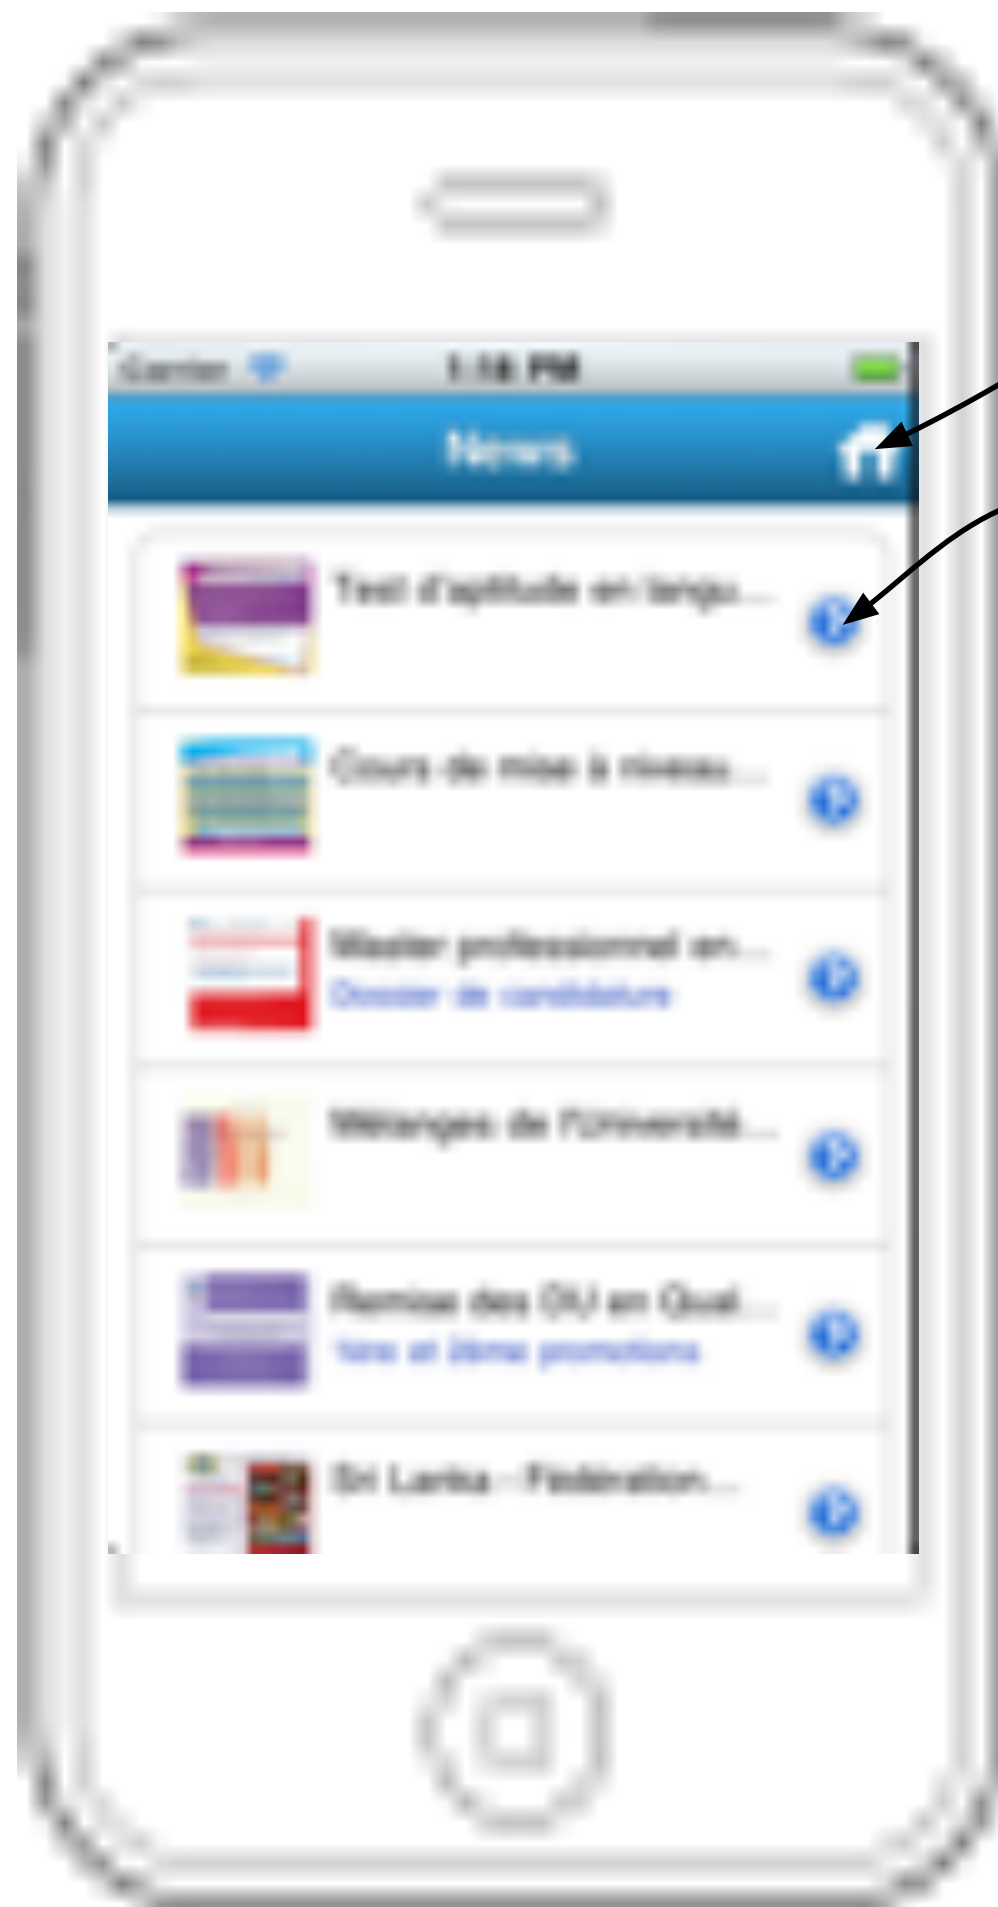 Carrier 1:18 PM
News
Test d'aptitude en langu...
Cours de mise à niveau...
Master professionnel en...
Dossier de candidature
Mélanges de l'Université...
Remise des DU en Qual...
1ère et 2ème promotions
Sri Lanka - Fédération...